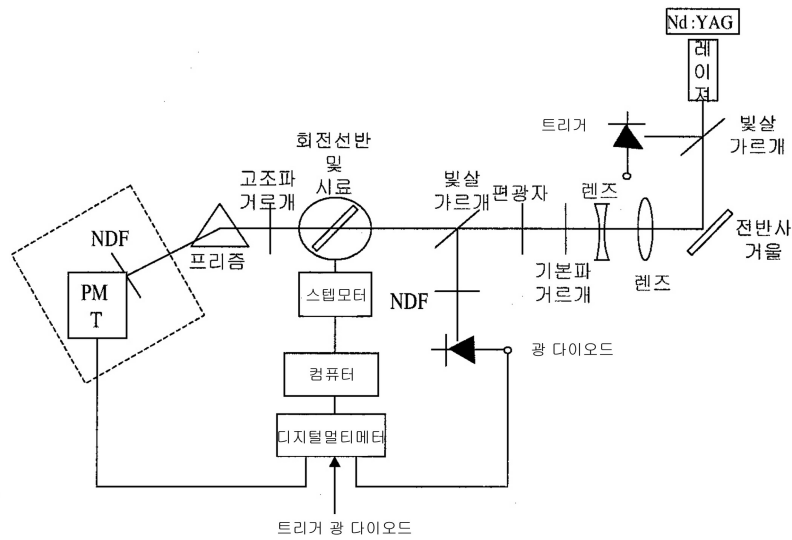 Nd:YAG
레
이
져
트리거
빛살
가르개
회전선반
및
시료
고조파
거르개
빛살
가르개
편광자
렌즈
전반사
거울
NDF
프리즘
기본파
거르개
렌즈
PM
T
스텝모터
NDF
광 다이오드
컴퓨터
디지털멀티메터
트리거 광 다이오드